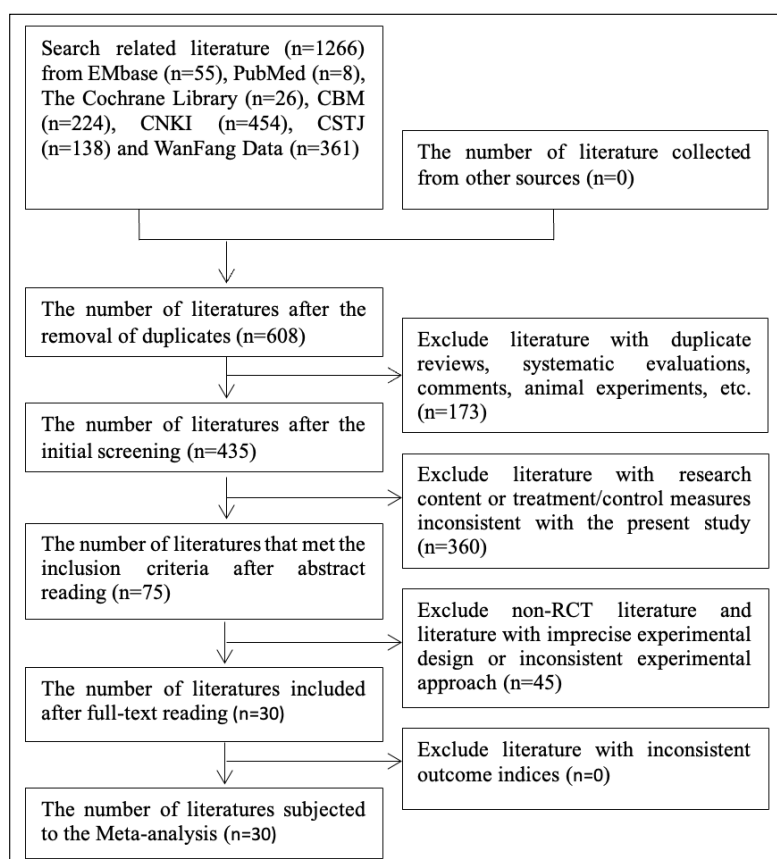 Search related literature (n=1266)
from EMbase (n=55), PubMed (n=8),
The Cochrane Library (n=26), CBM
(n=224), CNKI (n=454), CSTJ
(n=138) and WanFang Data (n=361)
The number of literature collected
from other sources (n=0)
The number of literatures after the
removal of duplicates (n=608)
Exclude literature with duplicate
reviews, systematic evaluations,
comments, animal experiments, etc.
(n=173)
The number of literatures after the
initial screening (n=435)
Exclude literature with research
content or treatment/control measures
inconsistent with the present study
(n=360)
The number of literatures that met the
inclusion criteria after abstract
reading (n=75)
Exclude non-RCT literature and
literature with imprecise experimental
design or inconsistent experimental
approach (n=45)
The number of literatures included
after full-text reading (n=30)
Exclude literature with inconsistent
outcome indices (n=0)
The number of literatures subjected
to the Meta-analysis (n=30)